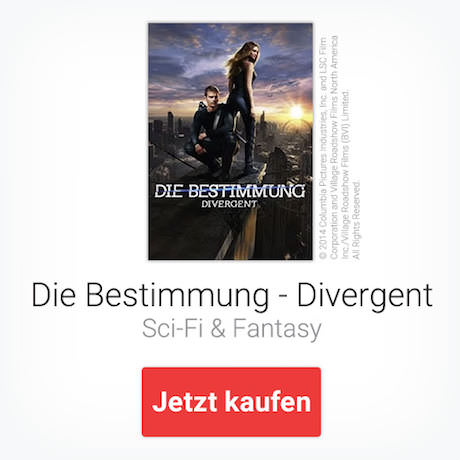 DIE BESTIMMUNG
DIVERGENT
© 2014 Columbia Pictures Industries, Inc. and LSC Film
Corporation and Village Roadshow Films North America
Inc./Village Roadshow Films (BVI) Limited.
All Rights Reserved.
Die Bestimmung - Divergent
Sci-Fi & Fantasy
Jetzt kaufen